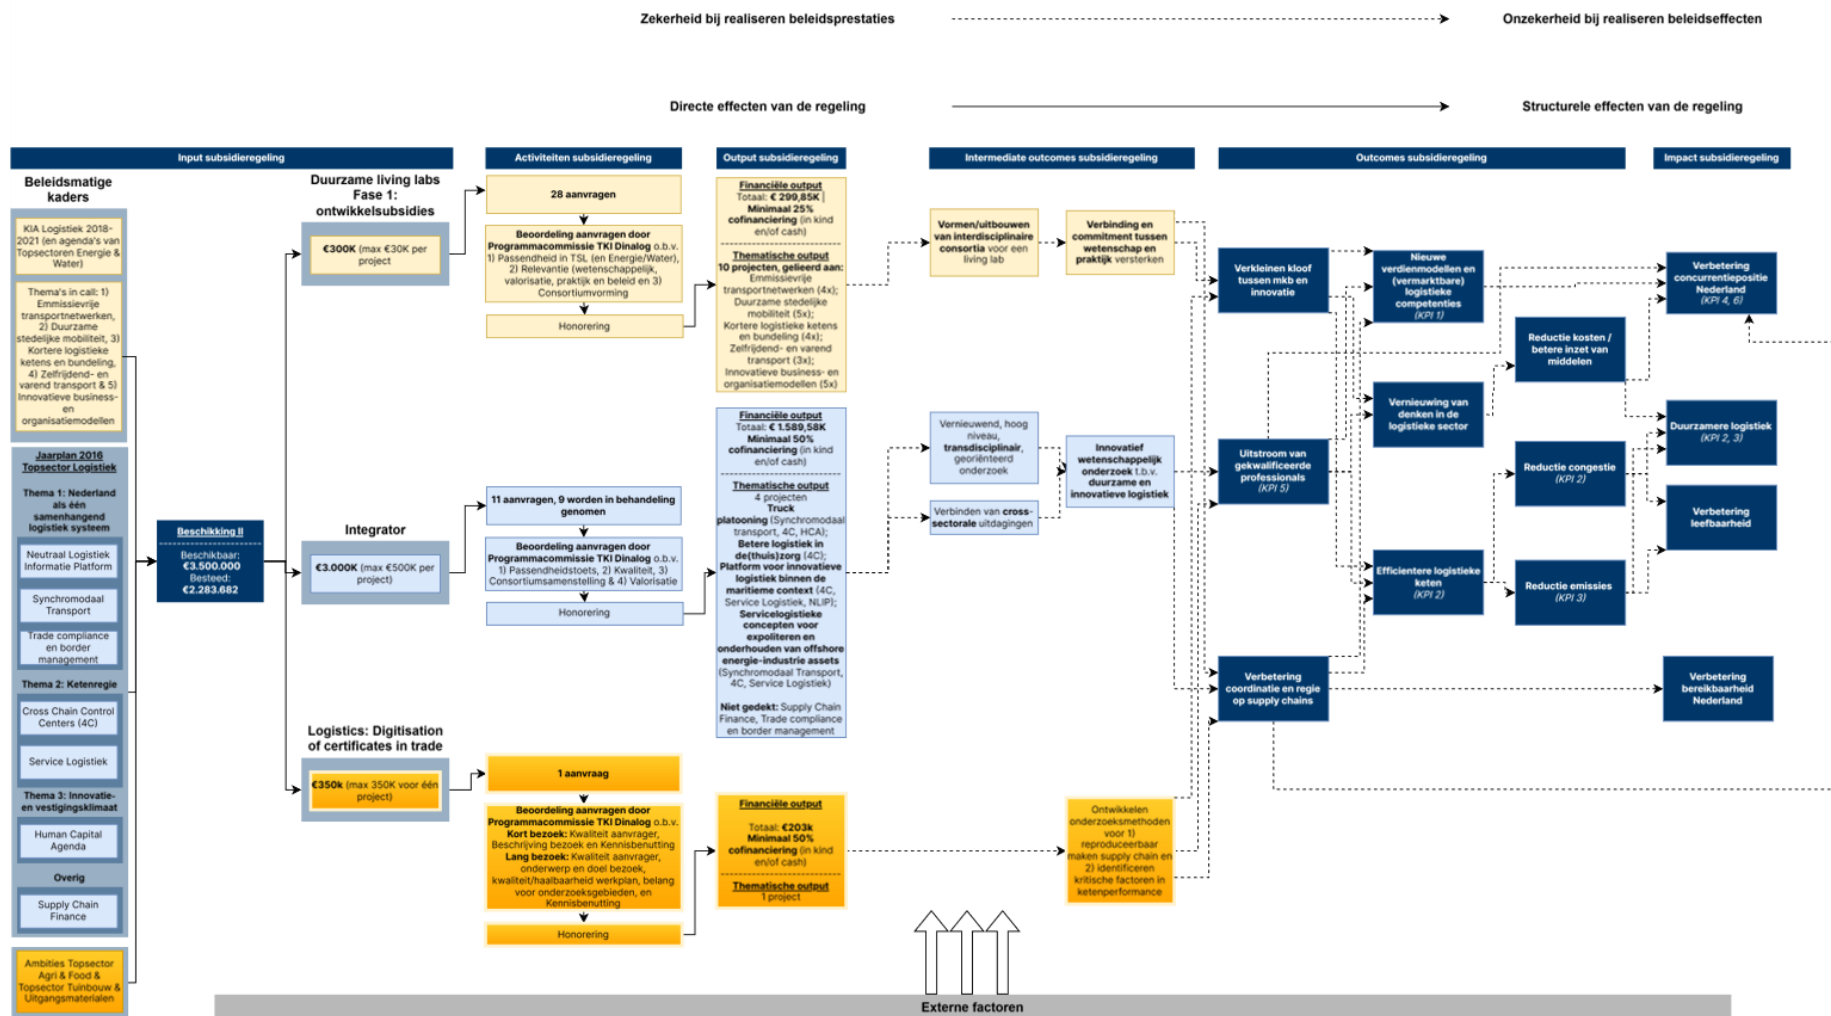 Zekerheid bij realiseren beleidsprestaties
Onzekerheid bij realiseren beleidseffecten
Directe effecten van de regeling
Structurele effecten van de regeling
Input subsidieregeling
Activiteiten subsidieregeling
Output subsidieregeling
Intermediate outcomes subsidieregeling
Outcomes subsidieregeling
Impact subsidieregeling
Beleidsmatige
kaders
KIA Logistiek 2018-
2021 (en agenda's van
Topsectoren Energie &
Water)
Thema's in call: 1)
Emmissievrije
transportnetwerken,
2) Duurzame
stedelijke mobiliteit, 3)
Kortere logistieke
ketens en bundeling,
4) Zelfrijdend- en
varend transport & 5)
Innovatieve business-
en
organisatiemodellen
Jaarplan 2016
Topsector Logistiek
Thema 1: Nederland
als één
samenhangend
logistiek systeem
Neutraal Logistiek
Informatie Platform
Synchromodaal
Transport
Trade compliance
en border
management
Thema 2: Ketenregie
Cross Chain Control
Centers (4C)
Service Logistiek
Thema 3: Innovatie-
en vestigingsklimaat
Human Capital
Agenda
Overig
Supply Chain
Finance
Ambities Topsector
Agri & Food &
Topsector Tuinbouw &
Uitgangsmaterialen
Beschikking II
Beschikbaar:
€3.500.000
Besteed:
€2.283.682
Duurzame living labs
Fase 1:
ontwikkelsubsidies
€300K (max €30K per
project)
Integrator
€3.000K (max €500K per
project)
Logistics: Digitisation
of certificates in trade
€350k (max 350K voor één
project)
28 aanvragen
Beoordeling aanvragen door
Programmacommissie TKI Dinalog o.b.v.
1) Passendheid in TSL (en Energie/Water),
2) Relevantie (wetenschappelijk,
valorisatie, praktijk en beleid en 3)
Consortiumvorming
Honorering
11 aanvragen, 9 worden in behandeling
genomen
Beoordeling aanvragen door
Programmacommissie TKI Dinalog o.b.v.
1) Passendheidstoets, 2) Kwaliteit, 3)
Consortiumsamenstelling & 4) Valorisatie
Honorering
1 aanvraag
Beoordeling aanvragen door
Programmacommissie TKI Dinalog o.b.v.
Kort bezoek: Kwaliteit aanvrager,
Beschrijving bezoek en Kennisbenutting
Lang bezoek: Kwaliteit aanvrager,
onderwerp en doel bezoek,
kwaliteit/haalbaarheid werkplan, belang
voor onderzoeksgebieden, en
Kennisbenutting
Honorering
Financiële output
Totaal: € 299,85K |
Minimaal 25%
cofinanciering (in kind
en/of cash)
Thematische output
10 projecten, gelieerd aan:
Emmissievrije
transportnetwerken (4x);
Duurzame stedelijke
mobiliteit (5x);
Kortere logistieke ketens
en bundeling (4x);
Zelfrijdend- en varend
transport (3x);
Innovatieve business- en
organisatiemodellen (5x)
Financiële output
Totaal: € 1.589,58K
Minimaal 50%
cofinanciering (in kind
en/of cash)
Thematische output
4 projecten
Truck
platooning (Synchromodaal
transport, 4C, HCA);
Betere logistiek in
de(thuis)zorg (4C);
Platform voor innovatieve
logistiek binnen de
maritieme context (4C,
Service Logistiek, NLIP);
Servicelogistieke
concepten voor
expoliteren en
onderhouden van offshore
energie-industrie assets
(Synchromodaal Transport,
4C, Service Logistiek)
Niet gedekt: Supply Chain
Finance, Trade compliance
en border management
Financiële output
Totaal: €203k
Minimaal 50%
cofinanciering (in kind
en/of cash)
Thematische output
1 project
Vormen/uitbouwen
van interdisciplinaire
consortia voor een
living lab
Verbinding en
commitment tussen
wetenschap en
praktijk versterken
Vernieuwend, hoog
niveau,
transdisciplinair,
georiënteerd
onderzoek
Verbinden van cross-
sectorale uitdagingen
Innovatief
wetenschappelijk
onderzoek t.b.v.
duurzame en
innovatieve logistiek
Ontwikkelen
onderzoeksmethoden
voor 1)
reproduceerbaar
maken supply chain en
2) identificeren
kritische factoren in
ketenperformance
Verkleinen kloof
tussen mkb en
innovatie
Uitstroom van
gekwalificeerde
professionals
(KPI 5)
Verbetering
coordinatie en regie
op supply chains
Nieuwe
verdienmodellen en
(vermarktbare)
logistieke
competenties
(KPI 1)
Vernieuwing van
denken in de
logistieke sector
Efficientere logistieke
keten
(KPI 2)
Reductie kosten /
betere inzet van
middelen
Reductie congestie
(KPI 2)
Reductie emissies
(KPI 3)
Verbetering
concurrentiepositie
Nederland
(KPI 4, 6)
Duurzamere logistiek
(KPI 2, 3)
Verbetering
leefbaarheid
Verbetering
bereikbaarheid
Nederland
Externe factoren